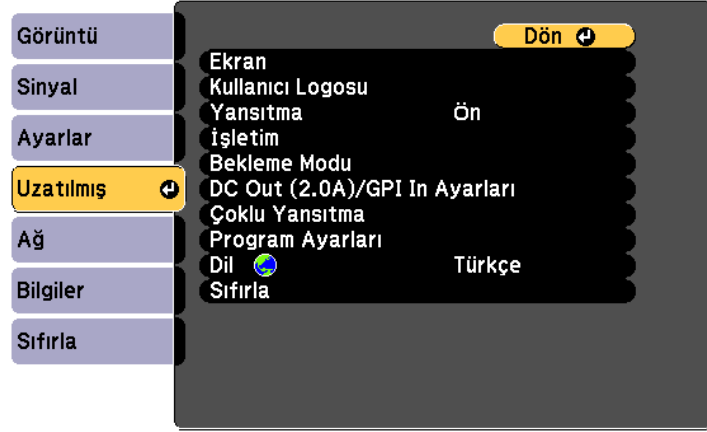 Görüntü
Sinyal
Ayarlar
Uzatılmış
Ağ
Bilgiler
Sıfırla
Dön
Ekran
Kullanıcı Logosu
Yansıtma Ön
İşletim
Bekleme Modu
DC Out (2.0A)/GPI In Ayarları
Çoklu Yansıtma
Program Ayarları
Dil Türkçe
Sıfırla